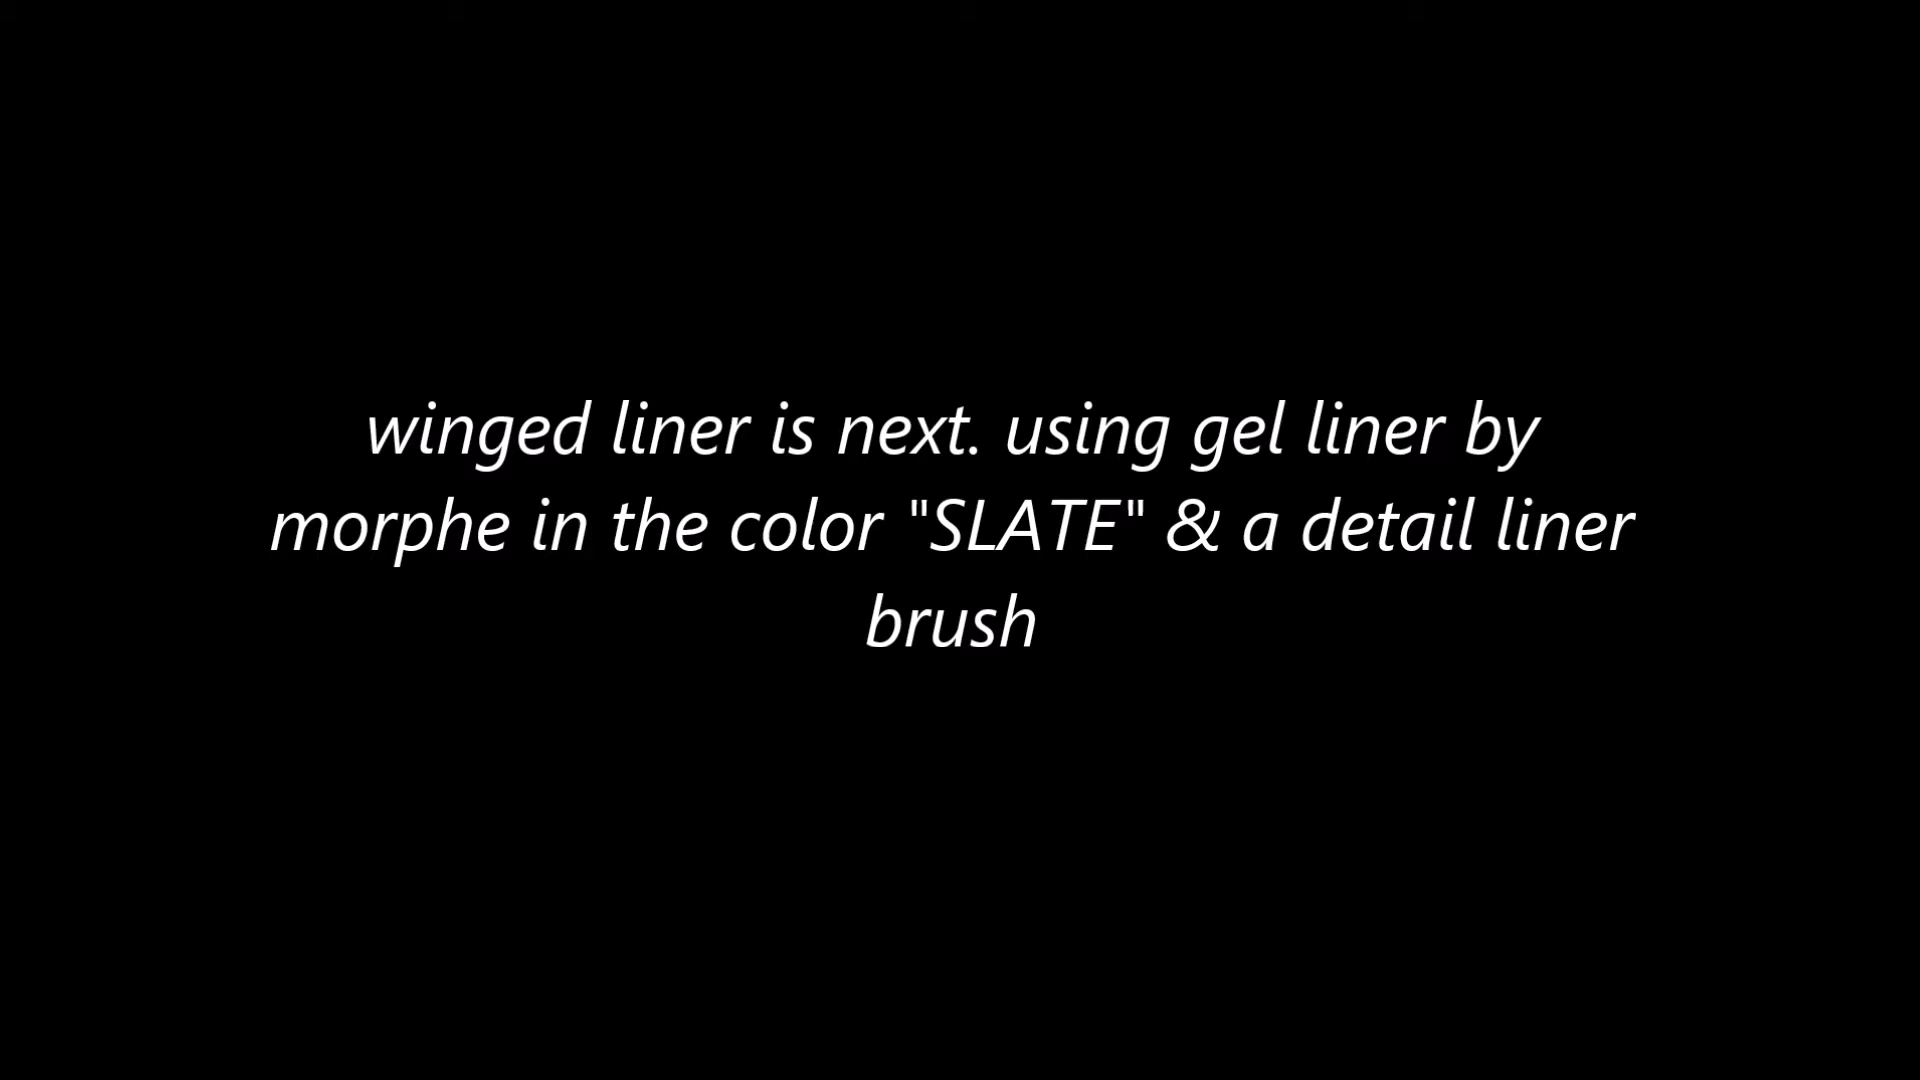 winged liner is next. using gel liner by
morphe in the color "SLATE" & a detail liner
brush